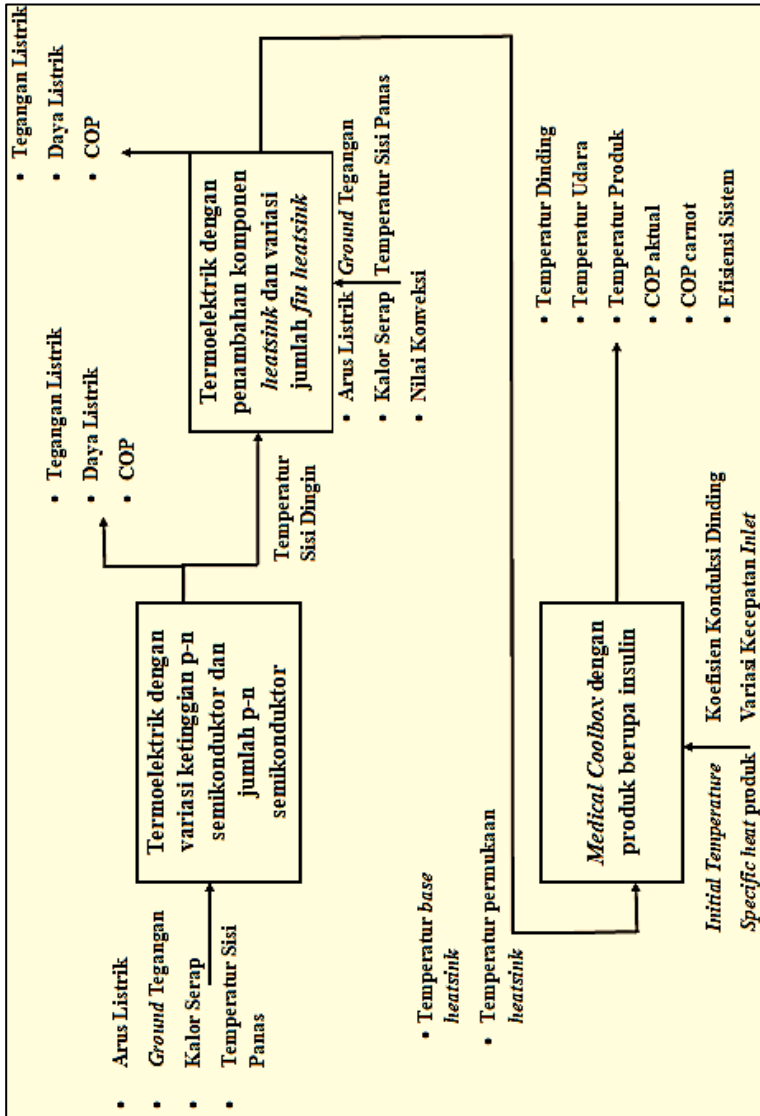 • Arus Listrik
• Ground Tegangan
• Kalor Serap
• Temperatur Sisi
Panas
Termoelektrik dengan
variasi ketinggian p-n
semikonduktor dan
jumlah p-n
semikonduktor
• Tegangan Listrik
• Daya Listrik
• COP
Temperatur
Sisi Dingin
Termoelektrik dengan
penambahan komponen
heatsink dan variasi
jumlah fin heatsink
• Tegangan Listrik
• Daya Listrik
• COP
• Arus Listrik Ground Tegangan
• Kalor Serap Temperatur Sisi Panas
• Nilai Konveksi
• Temperatur base
heatsink
• Temperatur permukaan
heatsink
Medical Coolbox dengan
produk berupa insulin
Initial Temperature Koefisien Konduksi Dinding
Specific heat produk Variasi Kecepatan Inlet
• Temperatur Dinding
• Temperatur Udara
• Temperatur Produk
• COP aktual
• COP carnot
• Efisiensi Sistem